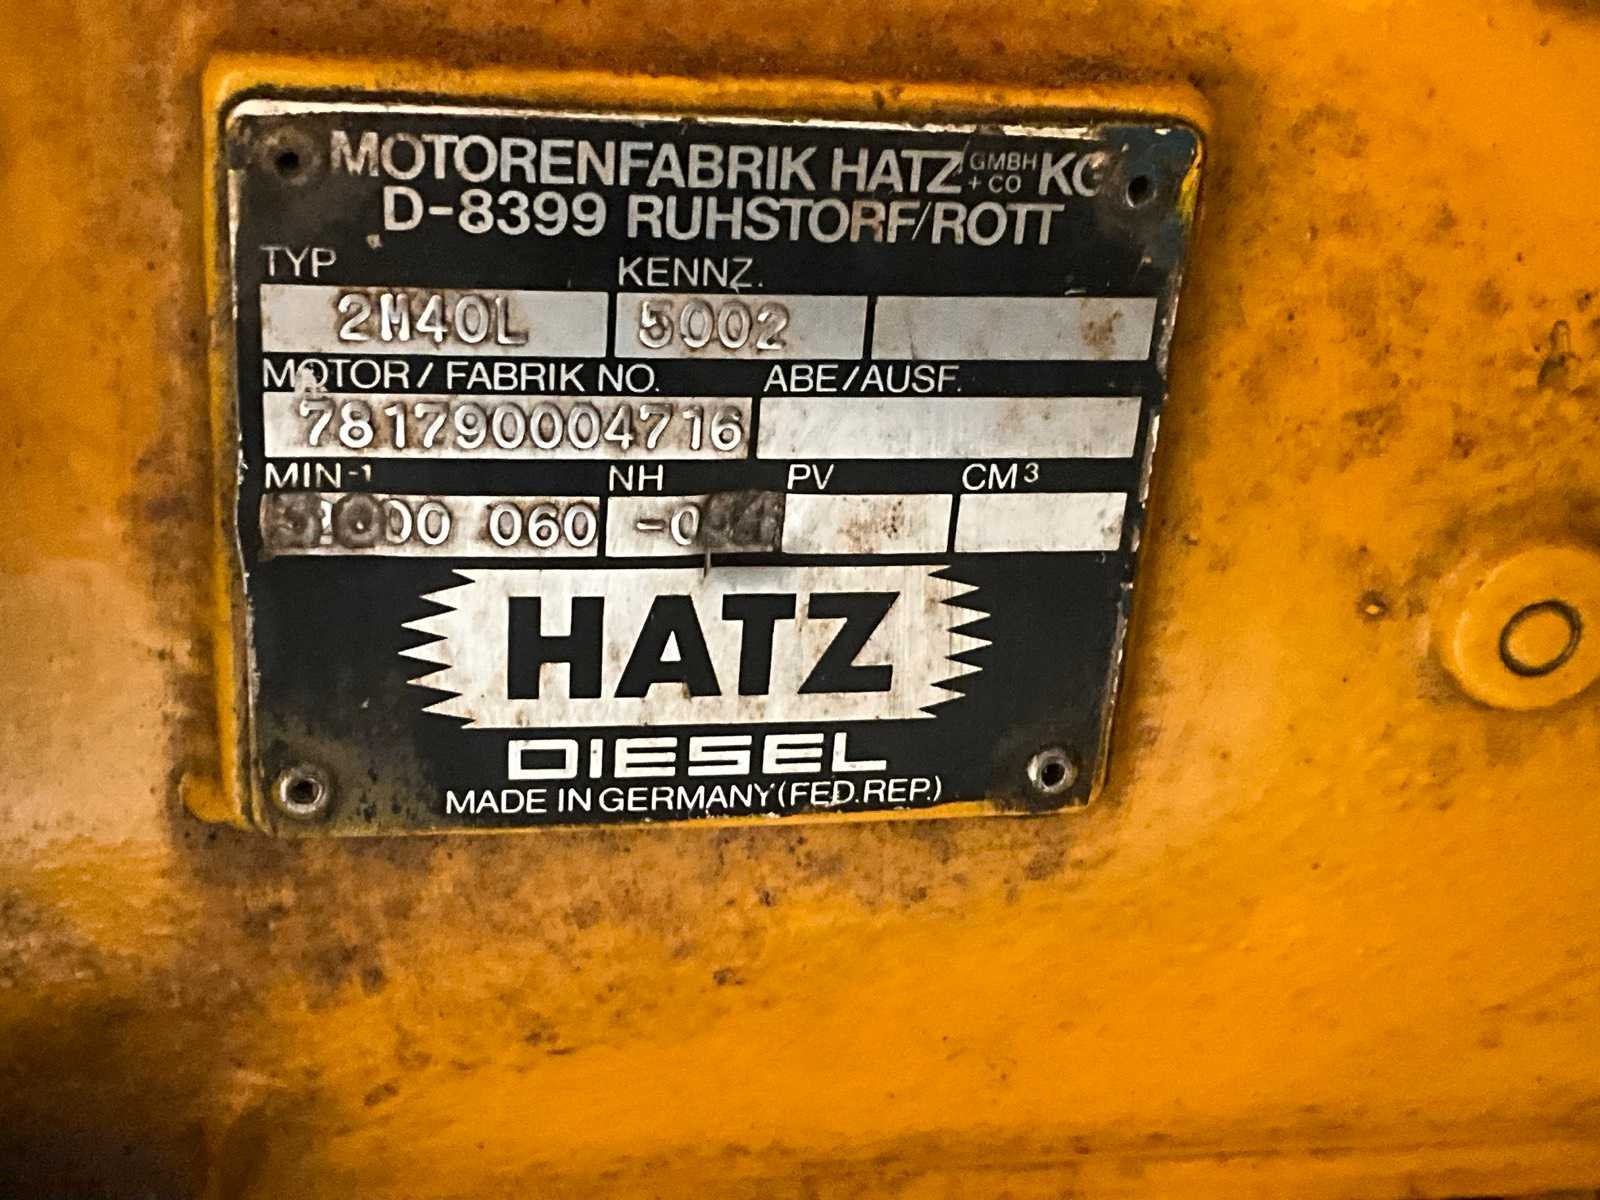 MOTORENFABRIK HATZ GMBH + CO KG
D-8399 RUHSTORF/ROTT
TYP KENNZ.
2M40L 5002
MOTOR/FABRIK NO. ABE/AUSF.
781790004716
MIN-1 NH PV CM3
060
HATZ
DIESEL
MADE IN GERMANY (FED.REP.)